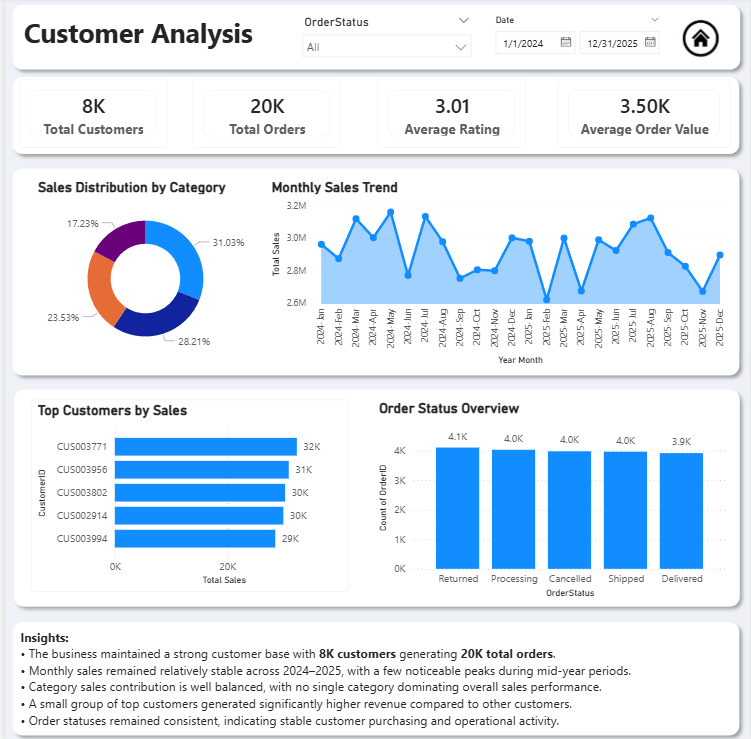 Customer Analysis
OrderStatus
All
Date
1/1/2024
12/31/2025
8K
Total Customers
20K
Total Orders
3.01
Average Rating
3.50K
Average Order Value
Sales Distribution by Category
17.23%
31.03%
23.53%
28.21%
Monthly Sales Trend
Total Sales
3.2M
3.0M
2.8M
2.6M
2024-Jan
2024-Feb
2024-Mar
2024-Apr
2024-May
2024-Jun
2024-Jul
2024-Aug
2024-Sep
2024-Oct
2024-Nov
2024-Dec
2025-Jan
2025-Feb
2025-Mar
2025-Apr
2025-May
2025-Jun
2025-Jul
2025-Aug
2025-Sep
2025-Oct
2025-Nov
2025-Dec
Year Month
Top Customers by Sales
CustomerID
CUS003771 32K
CUS003956 31K
CUS003802 30K
CUS002914 30K
CUS003994 29K
0K 20K
Total Sales
Order Status Overview
Count of OrderID
4K
3K
2K
1K
0K
4.1K 4.0K 4.0K 4.0K 3.9K
Returned Processing Cancelled Shipped Delivered
OrderStatus
Insights:
• The business maintained a strong customer base with 8K customers generating 20K total orders.
• Monthly sales remained relatively stable across 2024–2025, with a few noticeable peaks during mid-year periods.
• Category sales contribution is well balanced, with no single category dominating overall sales performance.
• A small group of top customers generated significantly higher revenue compared to other customers.
• Order statuses remained consistent, indicating stable customer purchasing and operational activity.